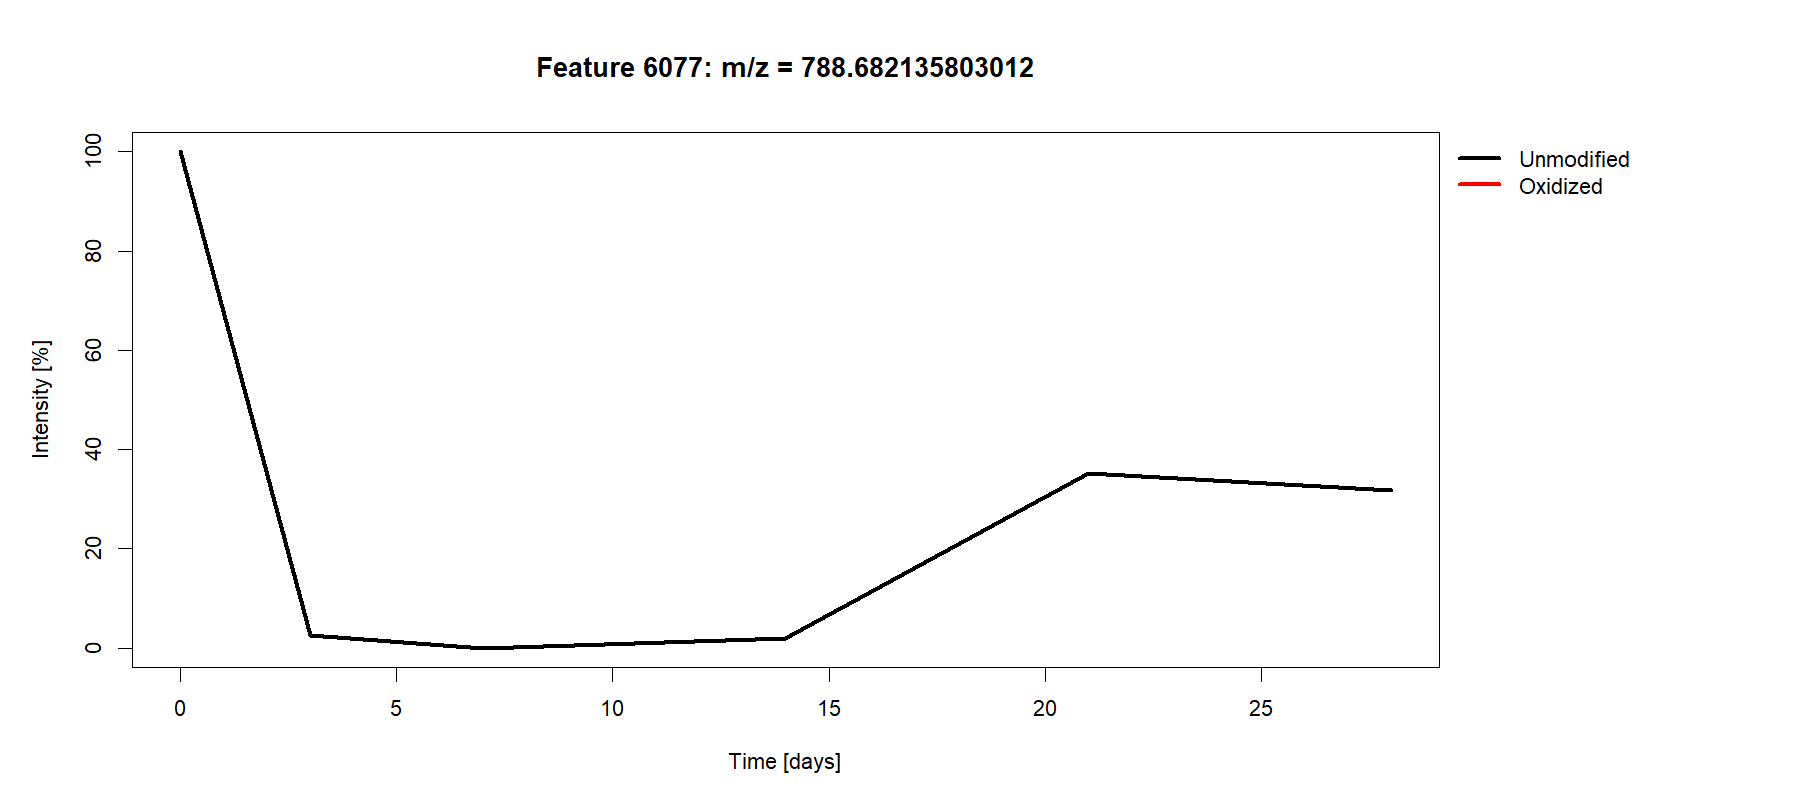 Feature 6077: m/z = 788.682135803012
Unmodified
Oxidized
Intensity [%]
100
80
60
40
20
0
0 5 10 15 20 25
Time [days]